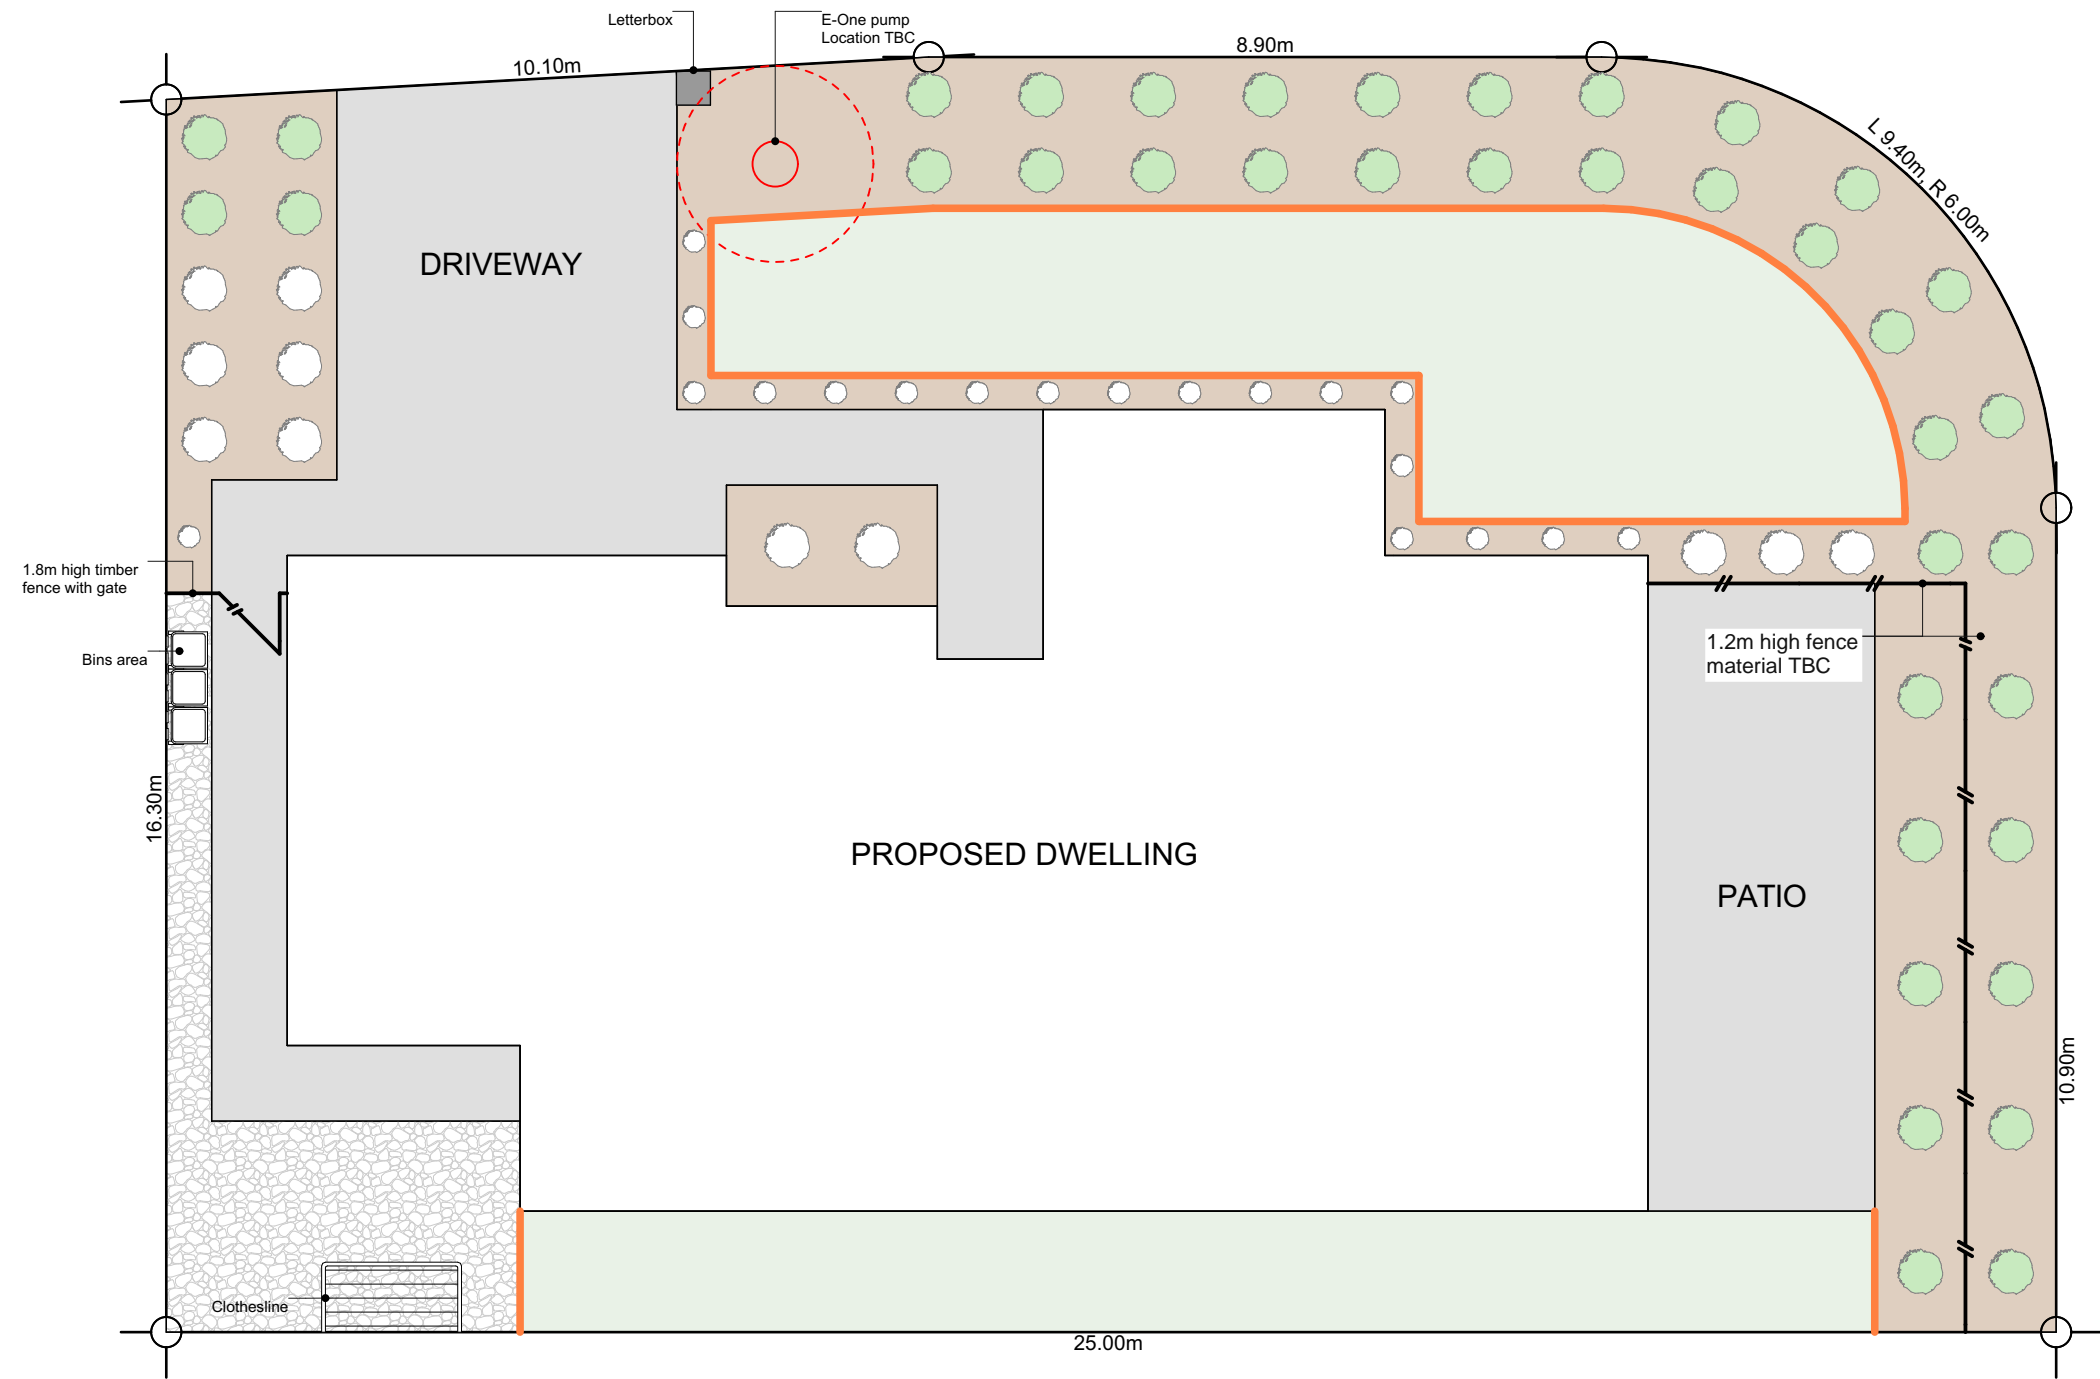 Letterbox
E-One pump
Location TBC
10.10m
8.90m
L 9.40m, R 6.00m
DRIVEWAY
1.8m high timber
fence with gate
Bins area
1.2m high fence
material TBC
16.30m
PROPOSED DWELLING
PATIO
10.90m
Clothesline
25.00m